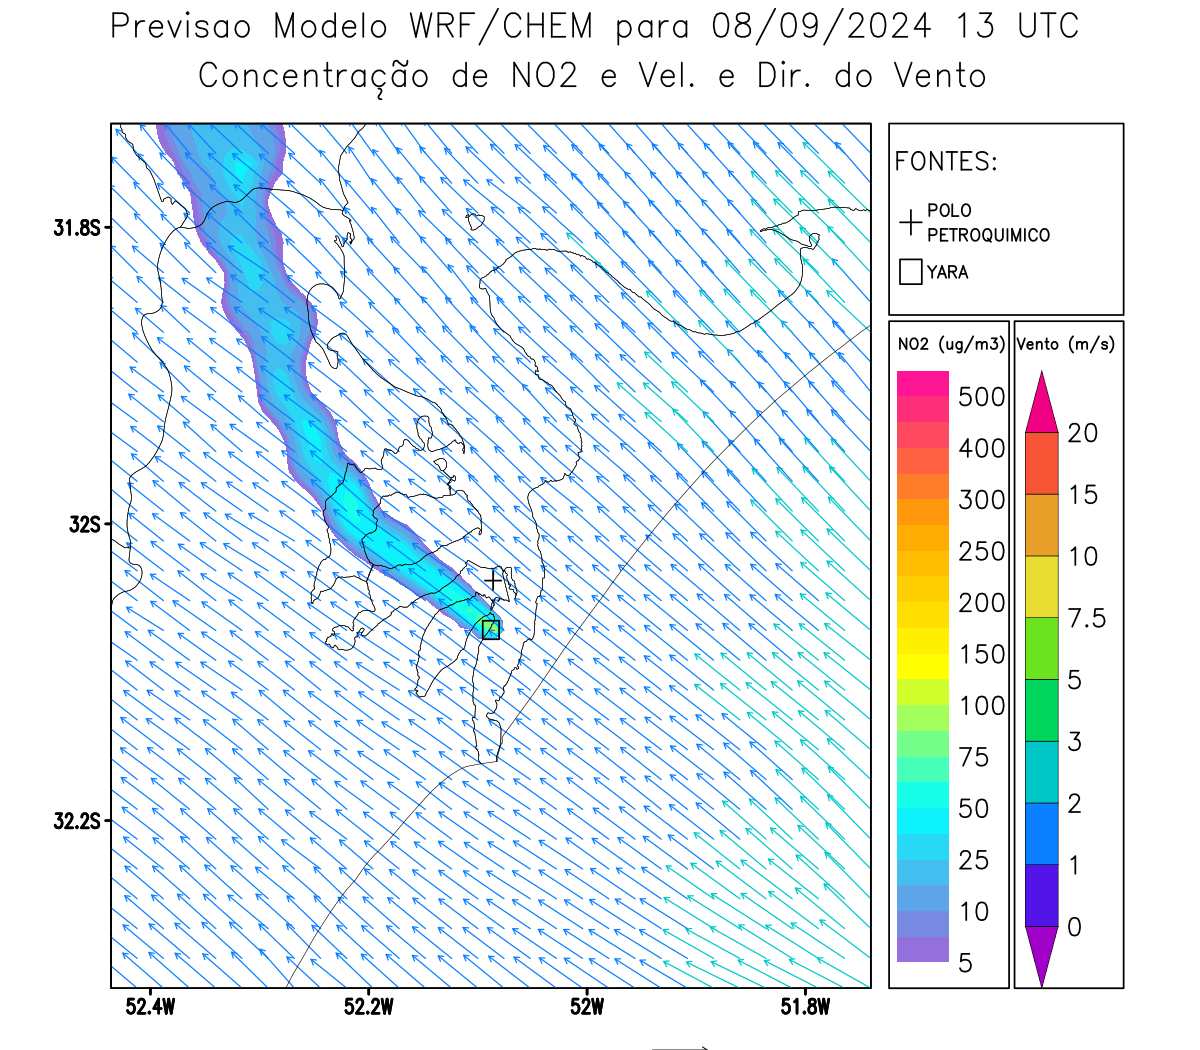 Previsao Modelo WRF/CHEM para 08/09/2024 13 UTC
Concentração de NO2 e Vel. e Dir. do Vento
FONTES:
POLO
PETROQUIMICO
YARA
NO2 (ug/m3)
500
400
300
250
200
150
100
75
50
25
10
5
Vento (m/s)
20
15
10
7.5
5
3
2
1
0
31.8S
32S
32.2S
52.4W 52.2W 52W 51.8W